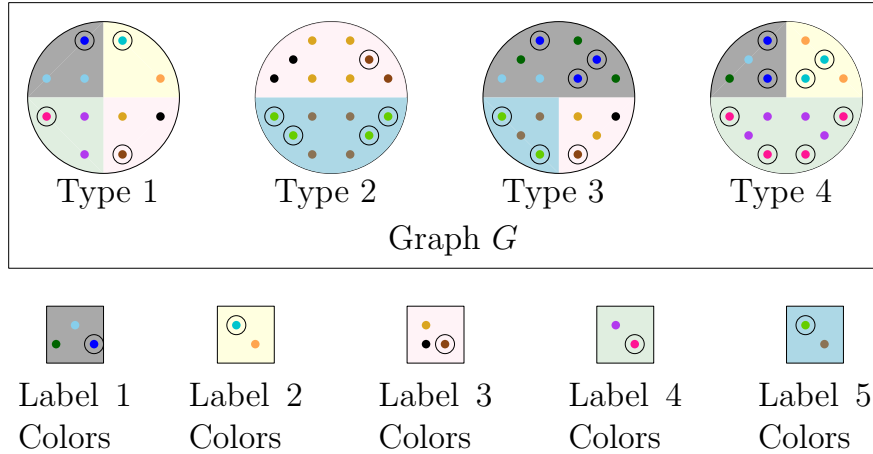 Type 1 Type 2 Type 3 Type 4
Graph G
Label 1 Label 2 Label 3 Label 4 Label 5
Colors Colors Colors Colors Colors